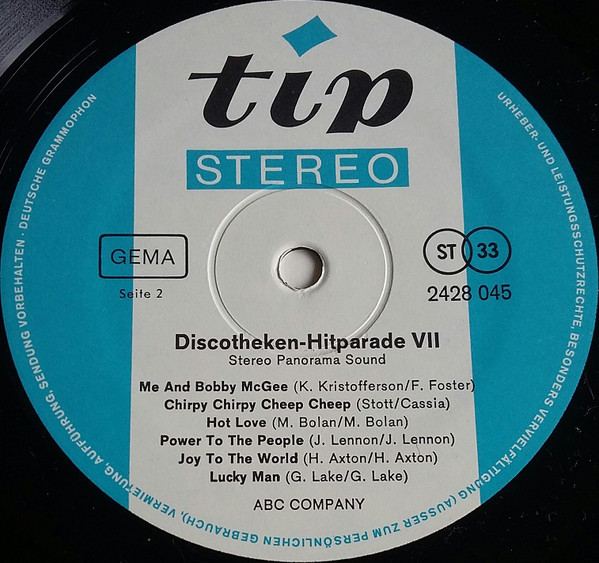 tip
STEREO
GEMA
Seite 2
ST 33
2428 045
Discotheken-Hitparade VII
Stereo Panorama Sound
Me And Bobby McGee (K. Kristofferson/F. Foster)
Chirpy Chirpy Cheep Cheep (Stott/Cassia)
Hot Love (M. Bolan/M. Bolan)
Power To The People (J. Lennon/J. Lennon)
Joy To The World (H. Axton/H. Axton)
Lucky Man (G. Lake/G. Lake)
ABC COMPANY
URHEBER- UND LEISTUNGSSCHUTZRECHTE, BESONDERS VERVIELFÄLTIGUNG (AUSSER ZUM PERSÖNLICHEN GEBRAUCH), VERMIETUNG, AUFFÜHRUNG, SENDUNG VORBEHALTEN · DEUTSCHE GRAMMOPHON